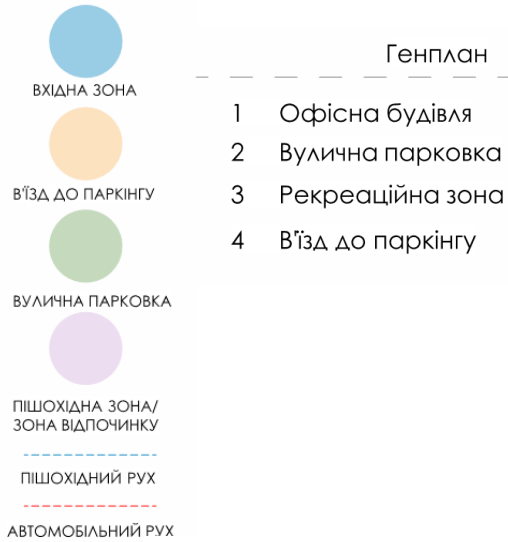 ВХІДНА ЗОНА
В'ЇЗД ДО ПАРКІНГУ
ВУЛИЧНА ПАРКОВКА
ПІШОХІДНА ЗОНА/
ЗОНА ВІДПОЧИНКУ
ПІШОХІДНИЙ РУХ
АВТОМОБІЛЬНИЙ РУХ
Генплан
1 Офісна будівля
2 Вулична парковка
3 Рекреаційна зона
4 В'їзд до паркінгу